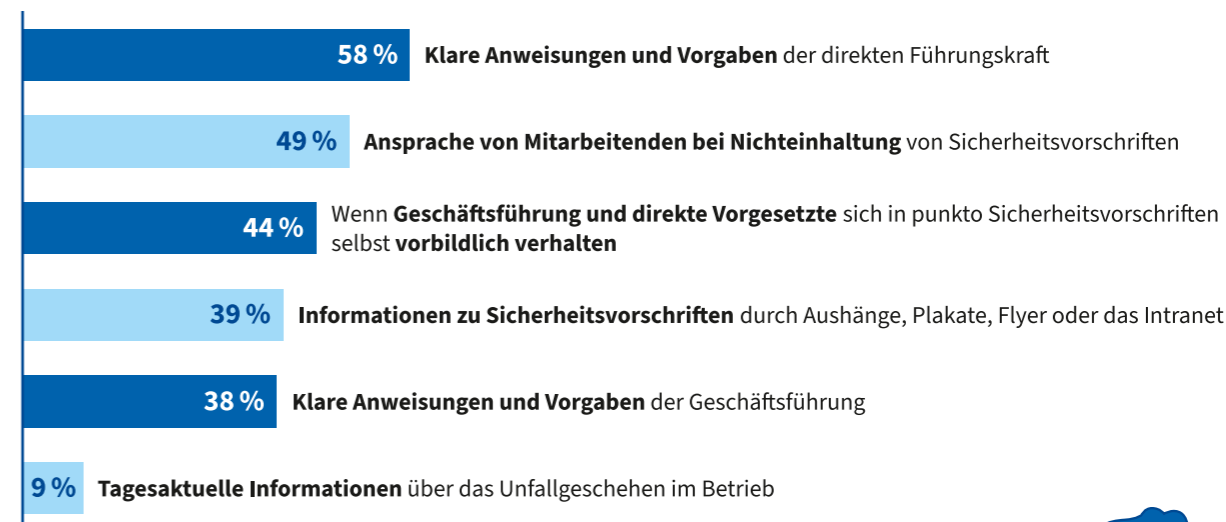 58 % Klare Anweisungen und Vorgaben der direkten Führungskraft
49 % Ansprache von Mitarbeitenden bei Nichteinhaltung von Sicherheitsvorschriften
44 % Wenn Geschäftsführung und direkte Vorgesetzte sich in punkto Sicherheitsvorschriften
selbst vorbildlich verhalten
39 % Informationen zu Sicherheitsvorschriften durch Aushänge, Plakate, Flyer oder das Intranet
38 % Klare Anweisungen und Vorgaben der Geschäftsführung
9 % Tagesaktuelle Informationen über das Unfallgeschehen im Betrieb